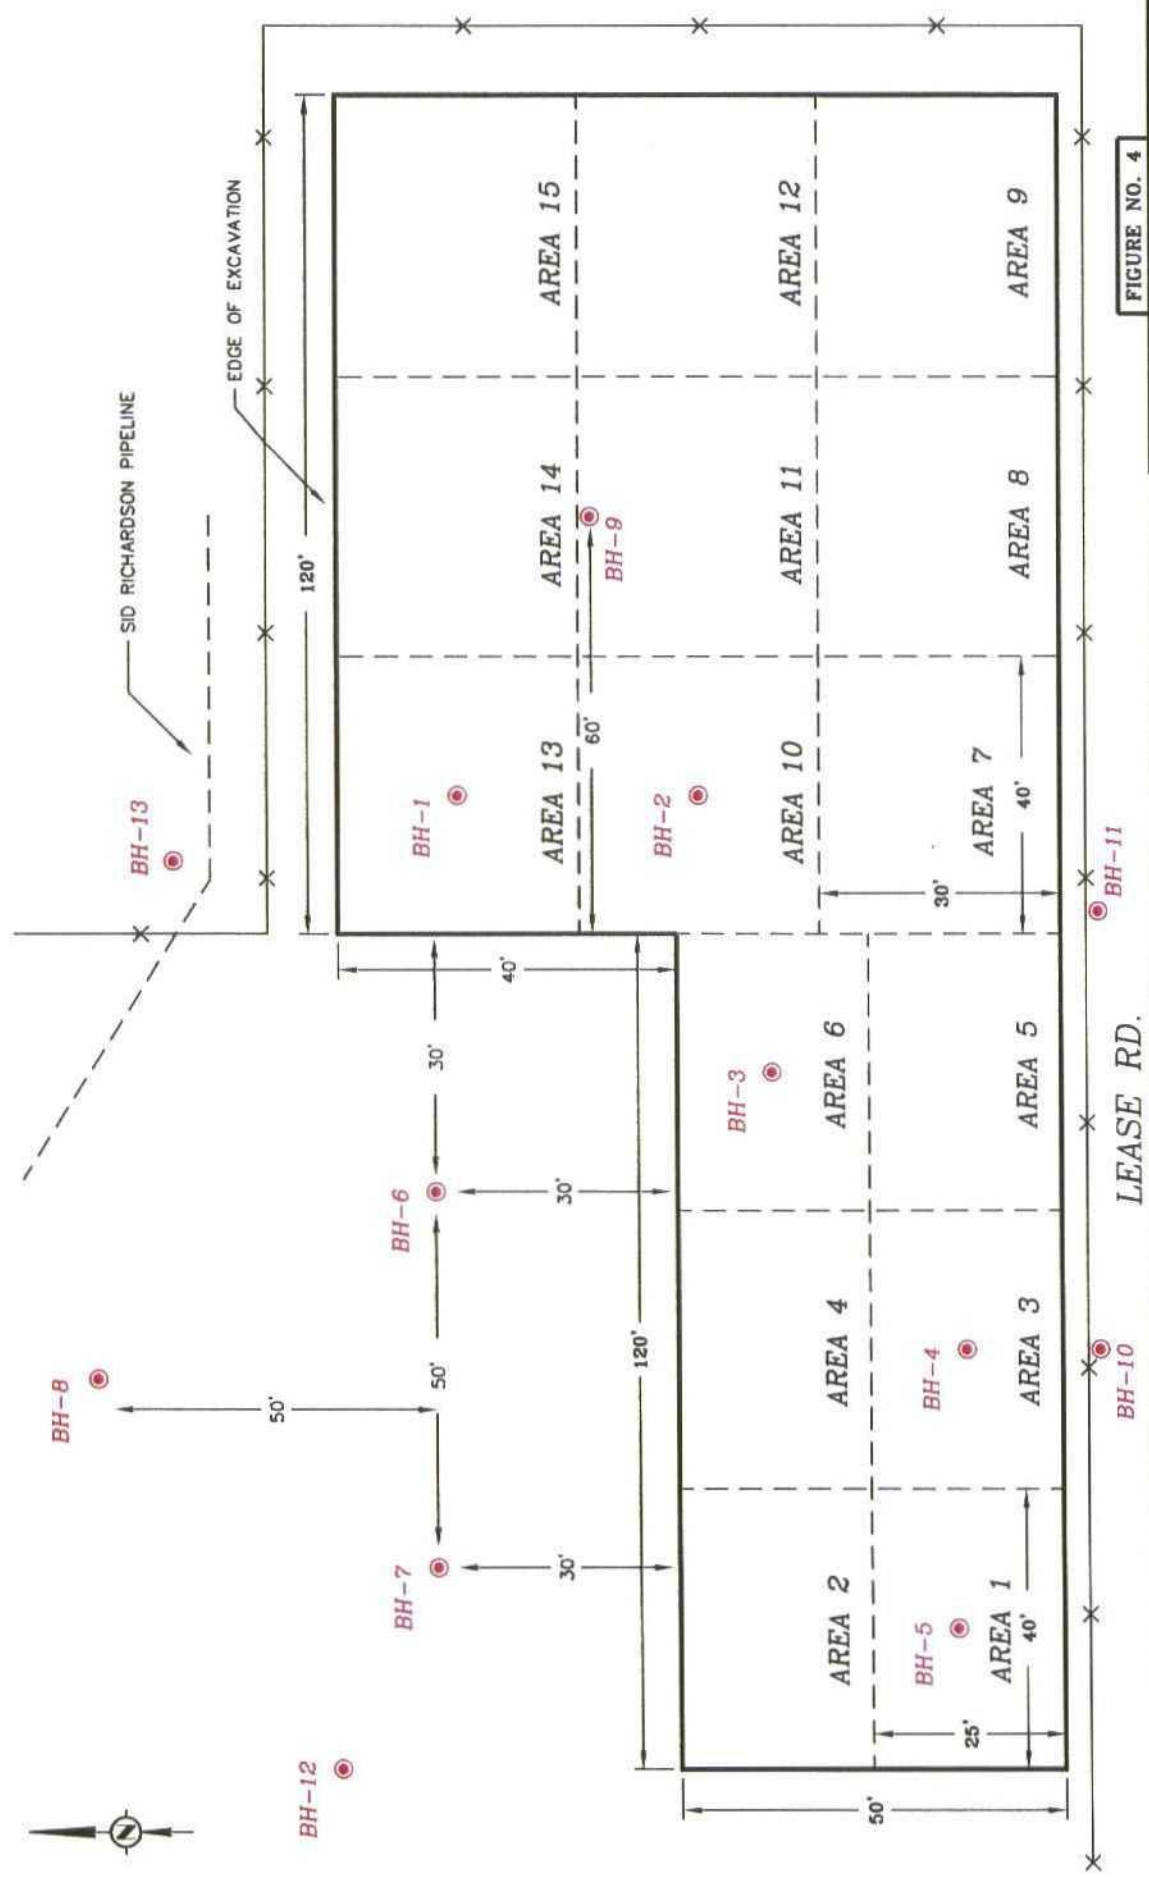 SID RICHARDSON PIPELINE
EDGE OF EXCAVATION
BH-13
BH-8
BH-12
N
120'
BH-1
AREA 13
AREA 14
AREA 15
BH-9
60'
40'
30'
BH-6
50'
50'
BH-7
30'
30'
BH-2
AREA 10
AREA 11
AREA 12
120'
BH-3
AREA 6
AREA 4
AREA 2
30'
AREA 7
40'
AREA 8
AREA 9
AREA 5
BH-4
AREA 3
BH-5
AREA 1
40'
25'
50'
BH-11
BH-10
LEASE RD.
FIGURE NO. 4